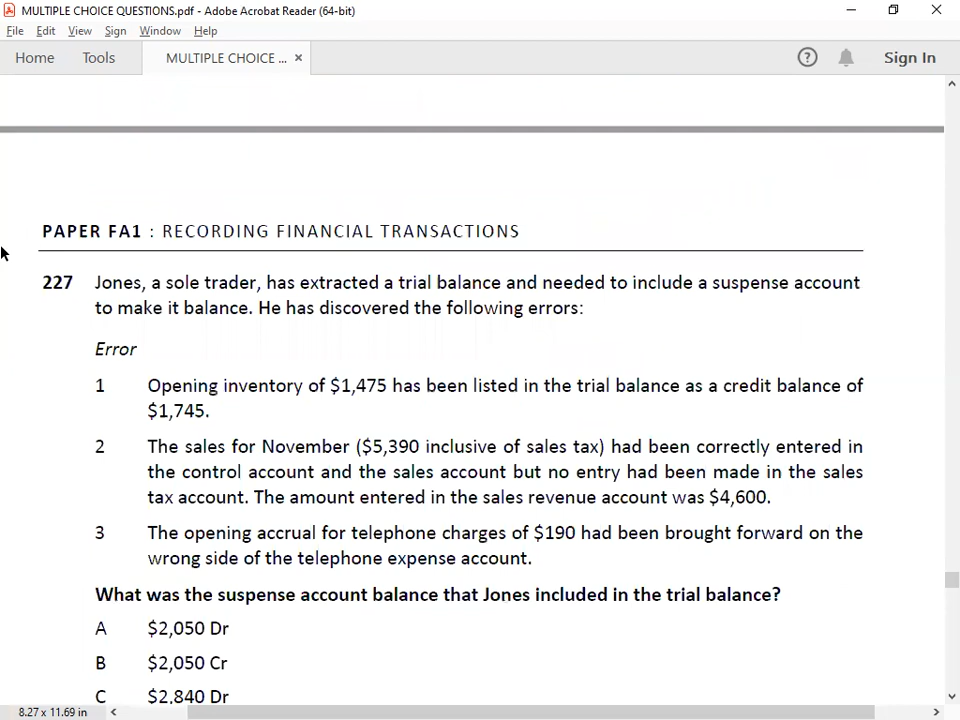 MULTIPLE CHOICE QUESTIONS.pdf - Adobe Acrobat Reader (64-bit)
File Edit View Sign Window Help
Home Tools MULTIPLE CHOICE ... × ? Sign In
PAPER FA1 : RECORDING FINANCIAL TRANSACTIONS
227 Jones, a sole trader, has extracted a trial balance and needed to include a suspense account
to make it balance. He has discovered the following errors:
Error
1 Opening inventory of $1,475 has been listed in the trial balance as a credit balance of
$1,745.
2 The sales for November ($5,390 inclusive of sales tax) had been correctly entered in
the control account and the sales account but no entry had been made in the sales
tax account. The amount entered in the sales revenue account was $4,600.
3 The opening accrual for telephone charges of $190 had been brought forward on the
wrong side of the telephone expense account.
What was the suspense account balance that Jones included in the trial balance?
A $2,050 Dr
B $2,050 Cr
C $2,840 Dr
8.27 x 11.69 in